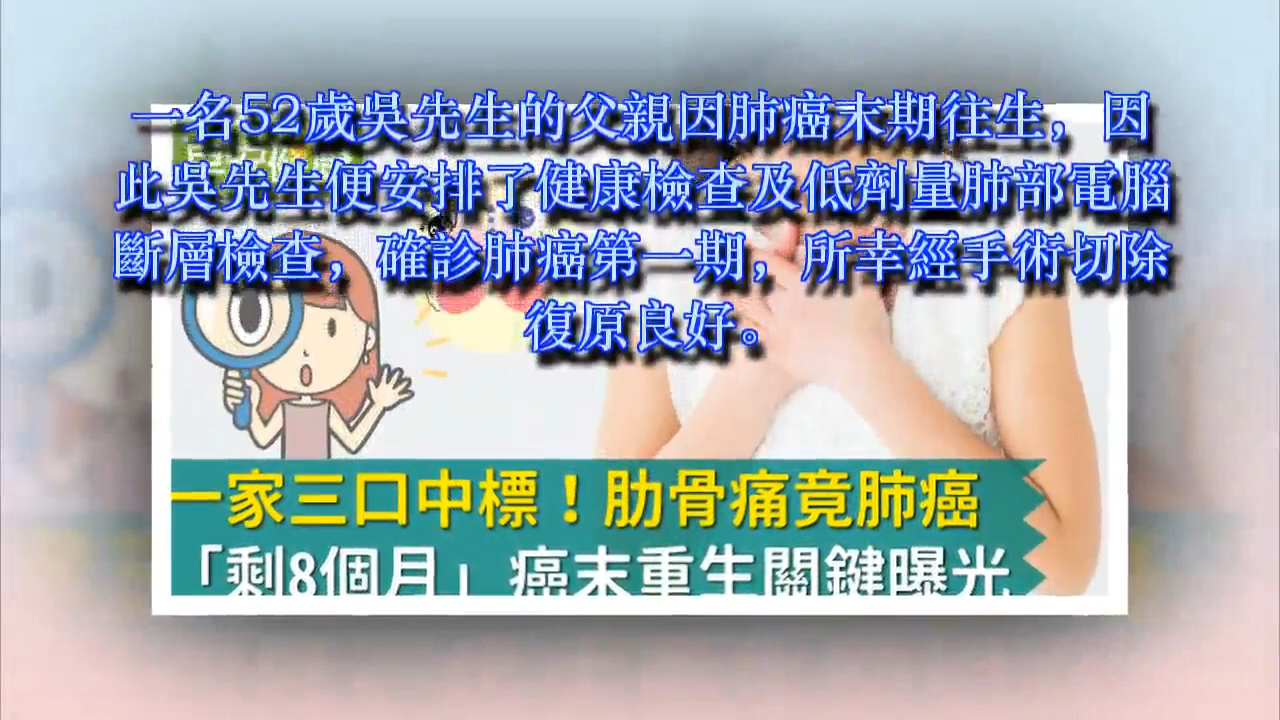 一名52歲吳先生的父親因肺癌末期往生，因
此吳先生便安排了健康檢查及低劑量肺部電腦
斷層檢查，確診肺癌第一期，所幸經手術切除
復原良好。
一家三口中標！肋骨痛竟肺癌
「剩8個月」癌末重生關鍵曝光